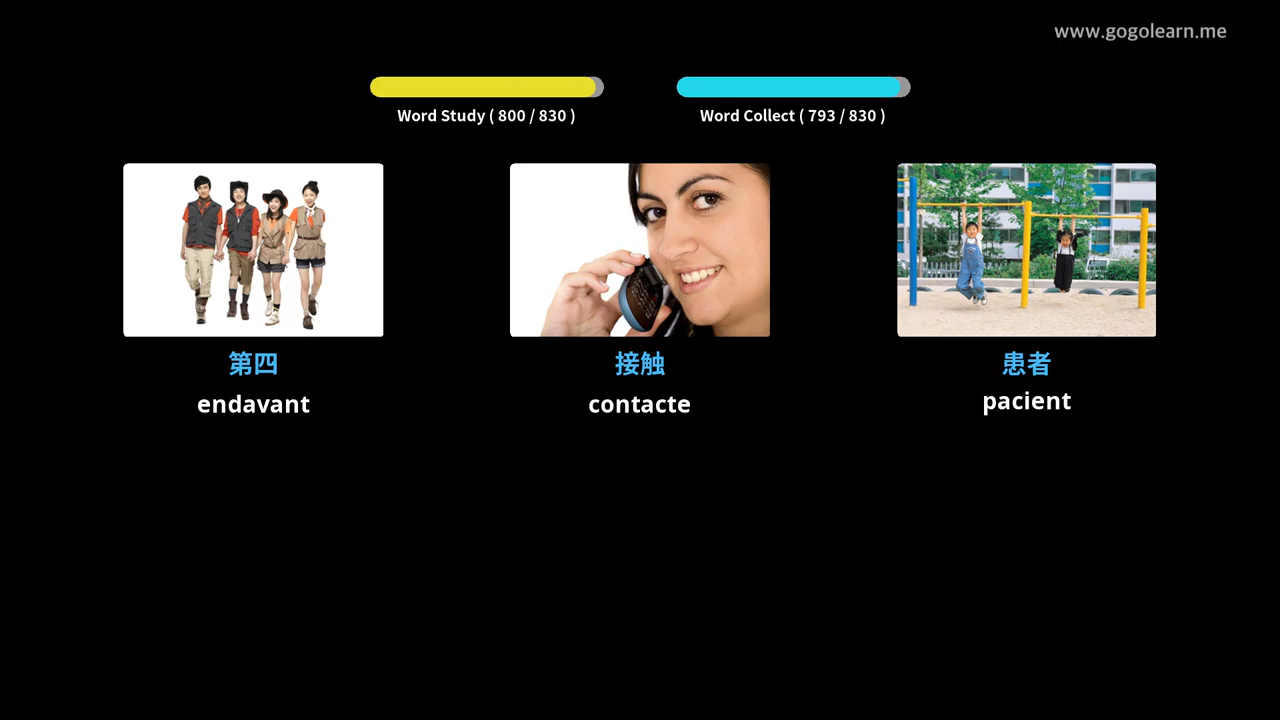 www.gogolearn.me
Word Study ( 800 / 830 )
Word Collect ( 793 / 830 )
第四
接触
患者
endavant
contacte
pacient